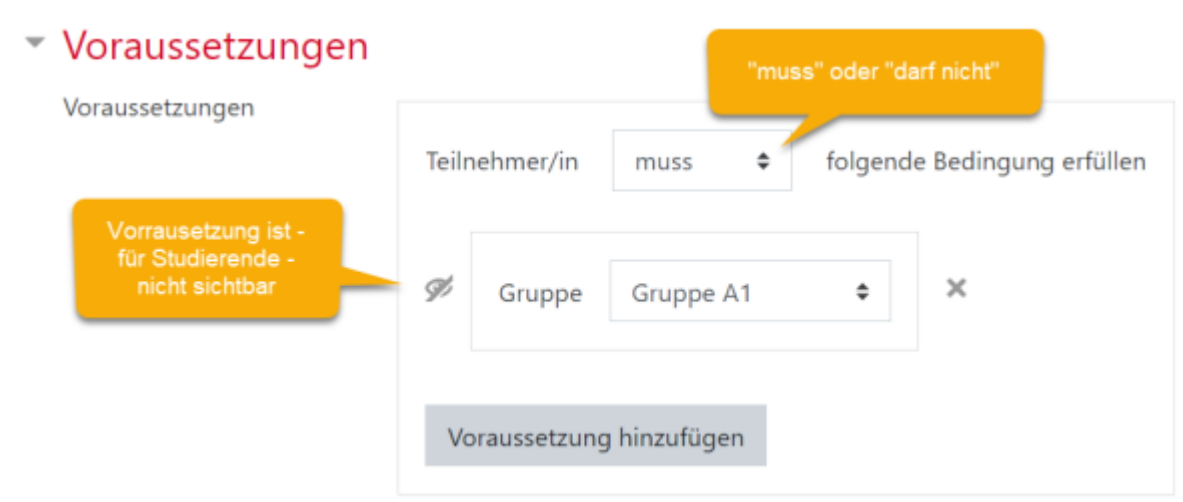 Voraussetzungen
"muss" oder "darf nicht"
Voraussetzungen
Teilnehmer/in muss folgende Bedingung erfüllen
Vorrausetzung ist -
für Studierende -
nicht sichtbar
Gruppe Gruppe A1
Voraussetzung hinzufügen